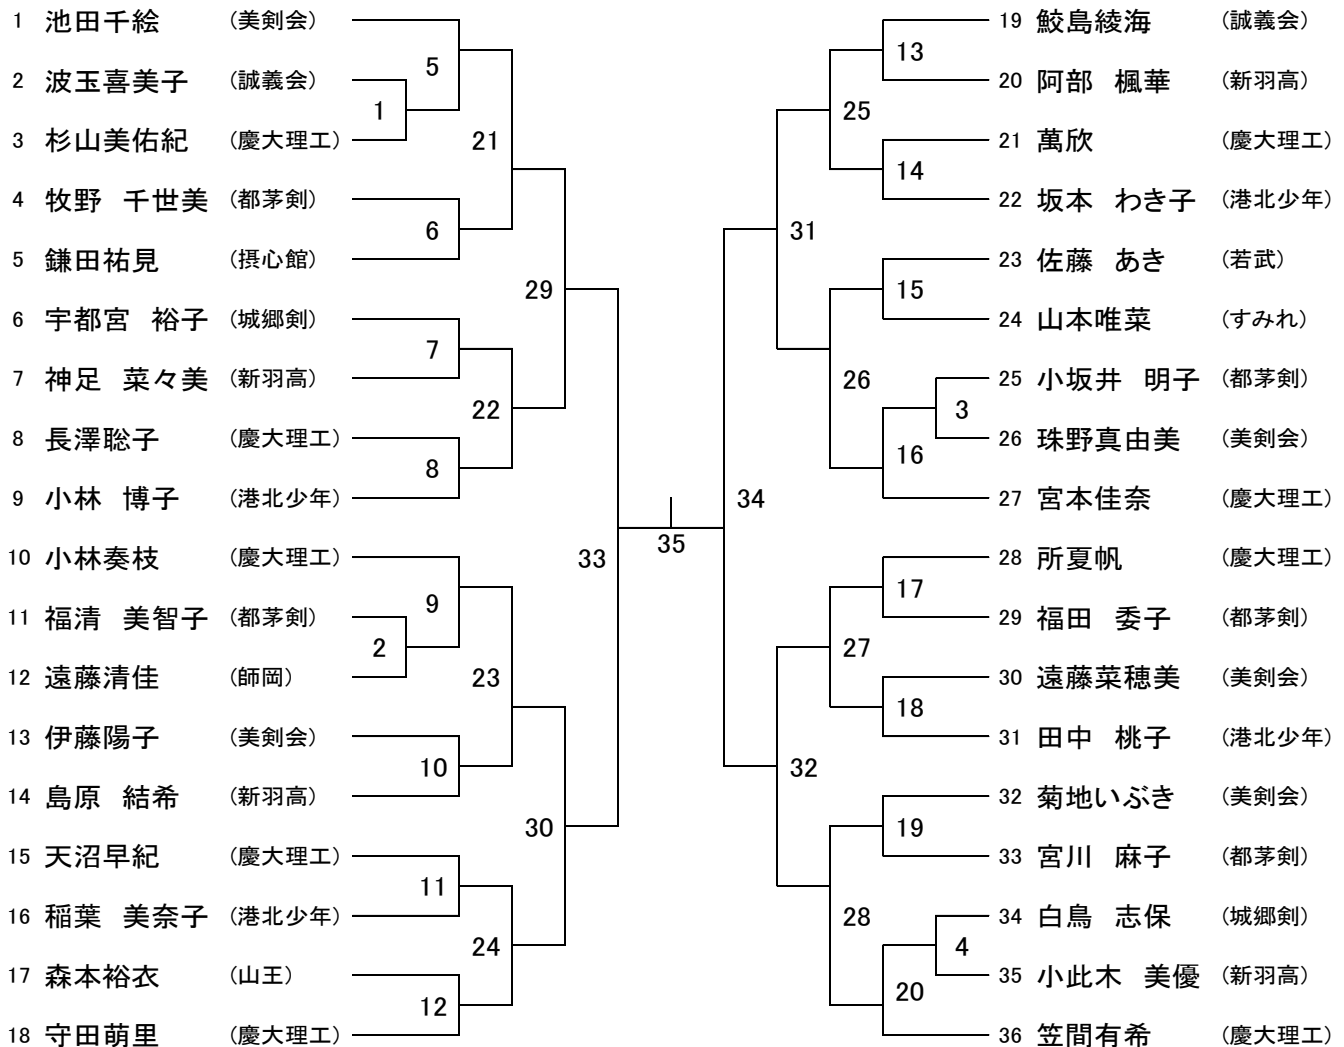 1 池田千絵 (美剣会)
2 波玉喜美子 (誠義会)
3 杉山美佑紀 (慶大理工)
4 牧野 千世美 (都茅剣)
5 鎌田祐見 (摂心館)
6 宇都宮 裕子 (城郷剣)
7 神足 菜々美 (新羽高)
8 長澤聡子 (慶大理工)
9 小林 博子 (港北少年)
10 小林奏枝 (慶大理工)
11 福清 美智子 (都茅剣)
12 遠藤清佳 (師岡)
13 伊藤陽子 (美剣会)
14 島原 結希 (新羽高)
15 天沼早紀 (慶大理工)
16 稲葉 美奈子 (港北少年)
17 森本裕衣 (山王)
18 守田萌里 (慶大理工)
5
1
21
6
29
7
22
8
33
9
2
23
10
30
11
24
12
35
34
13
25
14
31
15
26
3
16
17
27
18
32
19
28
4
20
19 鮫島綾海 (誠義会)
20 阿部 楓華 (新羽高)
21 萬欣 (慶大理工)
22 坂本 わき子 (港北少年)
23 佐藤 あき (若武)
24 山本唯菜 (すみれ)
25 小坂井 明子 (都茅剣)
26 珠野真由美 (美剣会)
27 宮本佳奈 (慶大理工)
28 所夏帆 (慶大理工)
29 福田 委子 (都茅剣)
30 遠藤菜穂美 (美剣会)
31 田中 桃子 (港北少年)
32 菊地いぶき (美剣会)
33 宮川 麻子 (都茅剣)
34 白鳥 志保 (城郷剣)
35 小此木 美優 (新羽高)
36 笠間有希 (慶大理工)